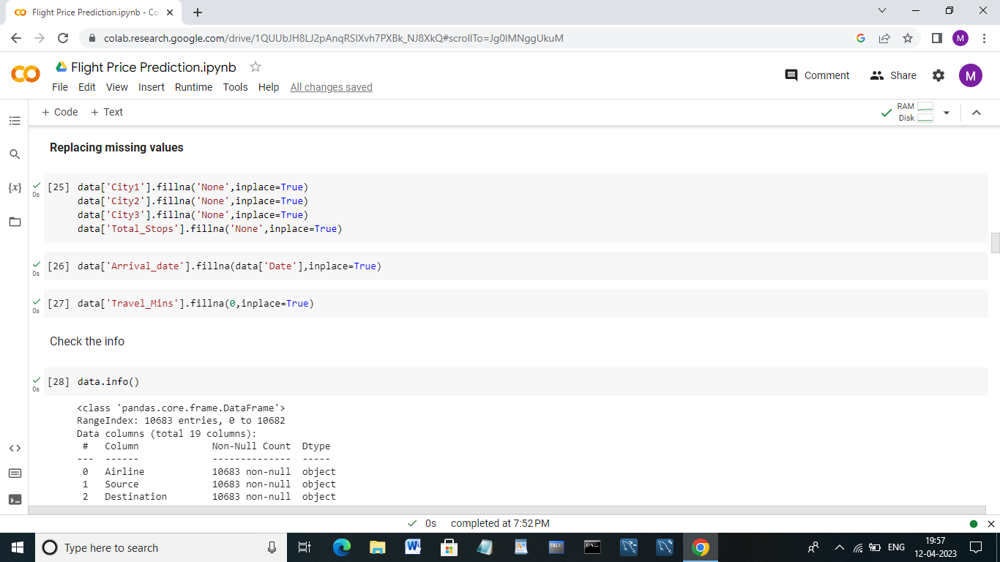 Flight Price Prediction.ipynb - Co
colab.research.google.com/drive/1QUUbJH8LJ2pAnqRSIXvh7PXBk_NJ8XkQ#scrollTo=Jg0lMNggUkuM
M
Flight Price Prediction.ipynb
File Edit View Insert Runtime Tools Help All changes saved
Comment Share M
+ Code + Text
RAM
Disk
Replacing missing values
[25] data['City1'].fillna('None',inplace=True)
0s
data['City2'].fillna('None',inplace=True)
data['City3'].fillna('None',inplace=True)
data['Total_Stops'].fillna('None',inplace=True)
[26] data['Arrival_date'].fillna(data['Date'],inplace=True)
0s
[27] data['Travel_Mins'].fillna(0,inplace=True)
0s
Check the info
[28] data.info()
0s
<class 'pandas.core.frame.DataFrame'>
RangeIndex: 10683 entries, 0 to 10682
Data columns (total 19 columns):
# Column Non-Null Count Dtype
--- ------ -------------- -----
0 Airline 10683 non-null object
1 Source 10683 non-null object
2 Destination 10683 non-null object
0s completed at 7:52 PM
Type here to search
ENG
19:57
12-04-2023